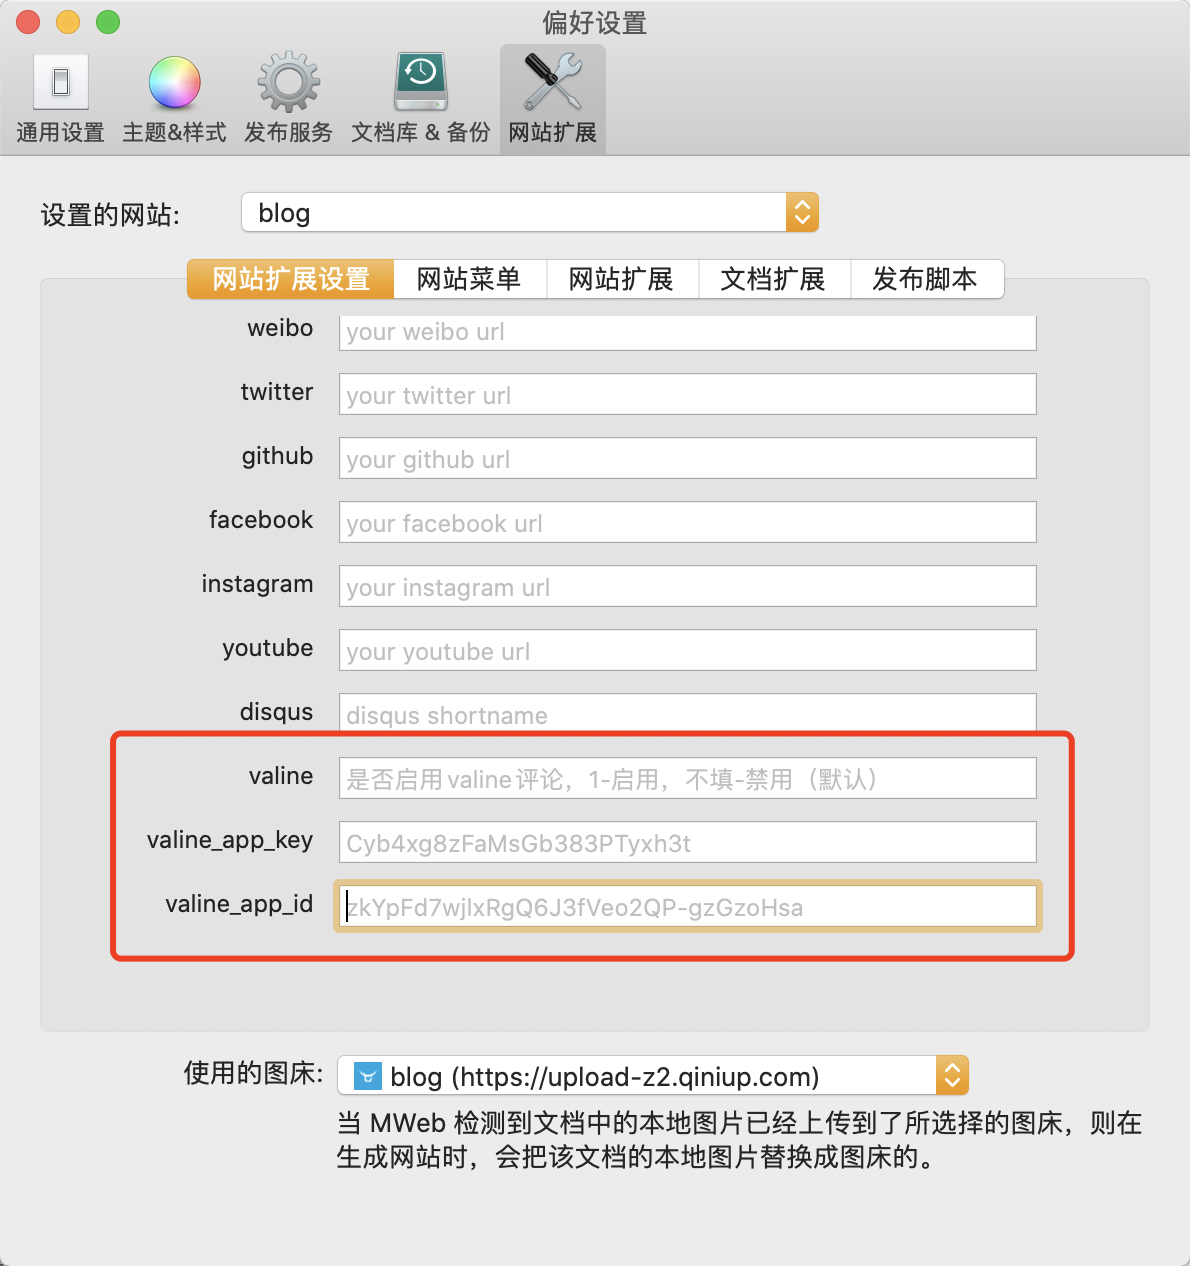 偏好设置
通用设置 主题&样式 发布服务 文档库 & 备份 网站扩展
设置的网站: blog
网站扩展设置 网站菜单 网站扩展 文档扩展 发布脚本
weibo your weibo url
twitter your twitter url
github your github url
facebook your facebook url
instagram your instagram url
youtube your youtube url
disqus disqus shortname
valine 是否启用valine评论，1-启用，不填-禁用（默认）
valine_app_key Cyb4xg8zFaMsGb383PTyxh3t
valine_app_id zkYpFd7wjlxRgQ6J3fVeo2QP-gzGzoHsa
使用的图床: blog (https://upload-z2.qiniup.com)
当 MWeb 检测到文档中的本地图片已经上传到了所选择的图床，则在
生成网站时，会把该文档的本地图片替换成图床的。